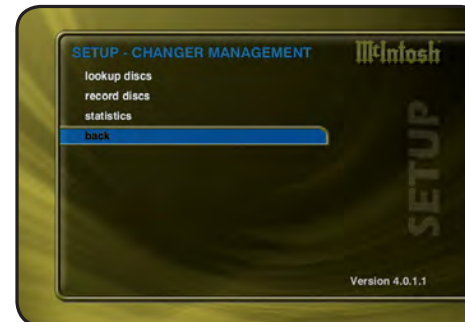 SETUP - CHANGER MANAGEMENT
McIntosh
lookup discs
record discs
statistics
back
SETUP
Version 4.0.1.1